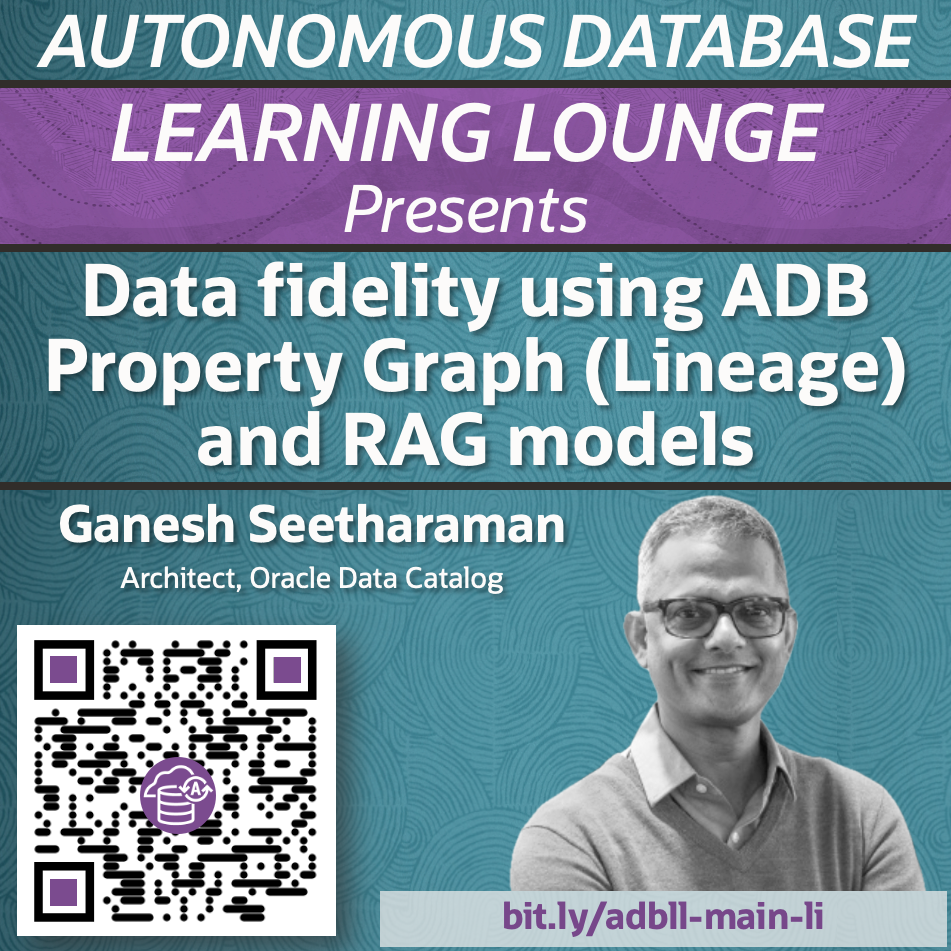 AUTONOMOUS DATABASE
LEARNING LOUNGE
Presents
Data fidelity using ADB
Property Graph (Lineage)
and RAG models
Ganesh Seetharaman
Architect, Oracle Data Catalog
A
bit.ly/adbll-main-li